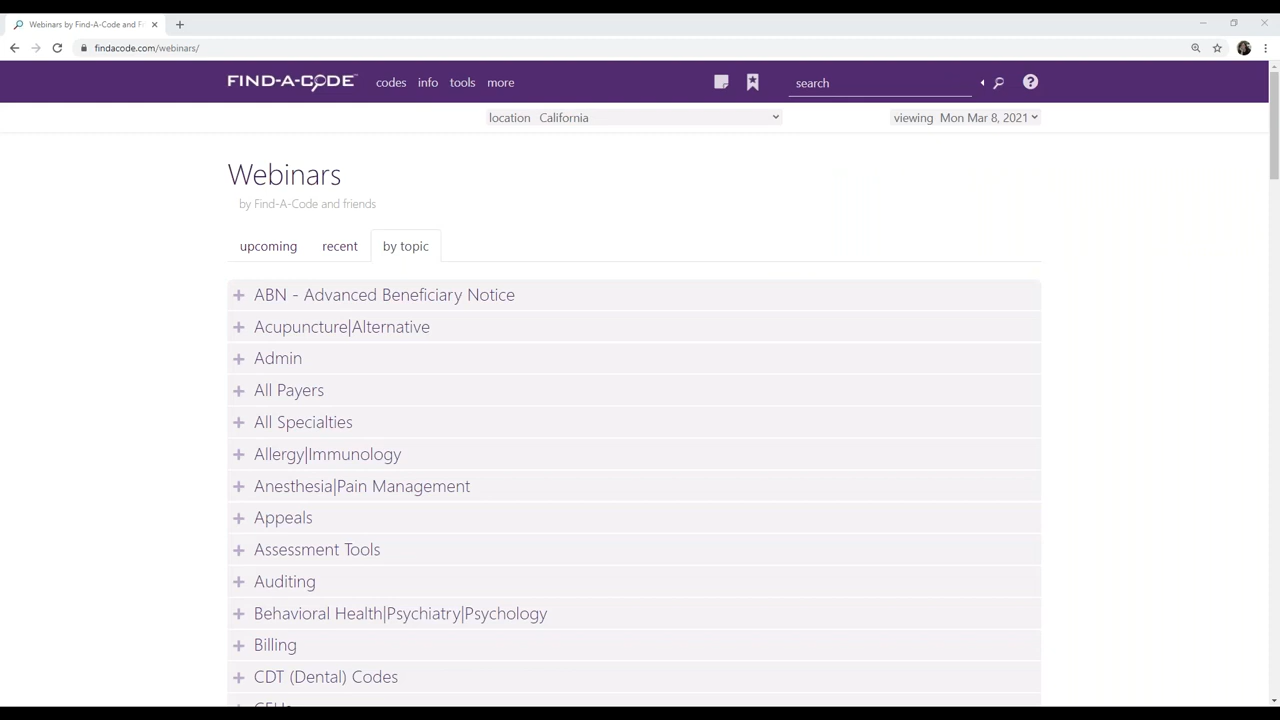 Webinars by Find-A-Code and Fi
findacode.com/webinars/
FIND-A-CODE codes info tools more search
location California viewing Mon Mar 8, 2021
Webinars
by Find-A-Code and friends
upcoming recent by topic
ABN - Advanced Beneficiary Notice
Acupuncture|Alternative
Admin
All Payers
All Specialties
Allergy|Immunology
Anesthesia|Pain Management
Appeals
Assessment Tools
Auditing
Behavioral Health|Psychiatry|Psychology
Billing
CDT (Dental) Codes